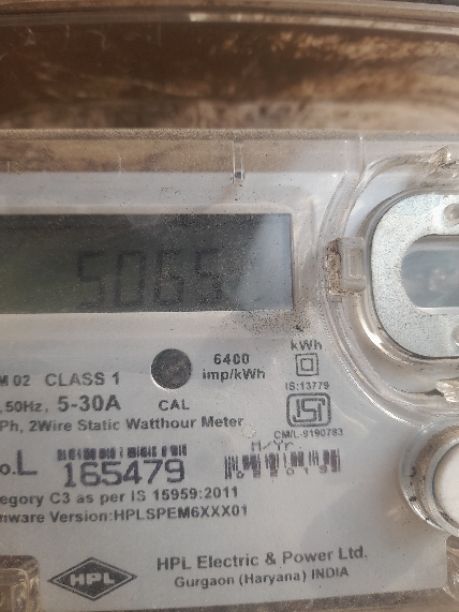 5065
M 02 CLASS 1
6400
imp/kWh
kWh
IS:13779
, 50Hz, 5-30A CAL
CM/L-9190783
Ph, 2Wire Static Watthour Meter
M/Yr
o.L 165479
egory C3 as per IS 15959:2011
mware Version:HPLSPEM6XXX01
HPL
HPL Electric & Power Ltd.
Gurgaon (Haryana) INDIA